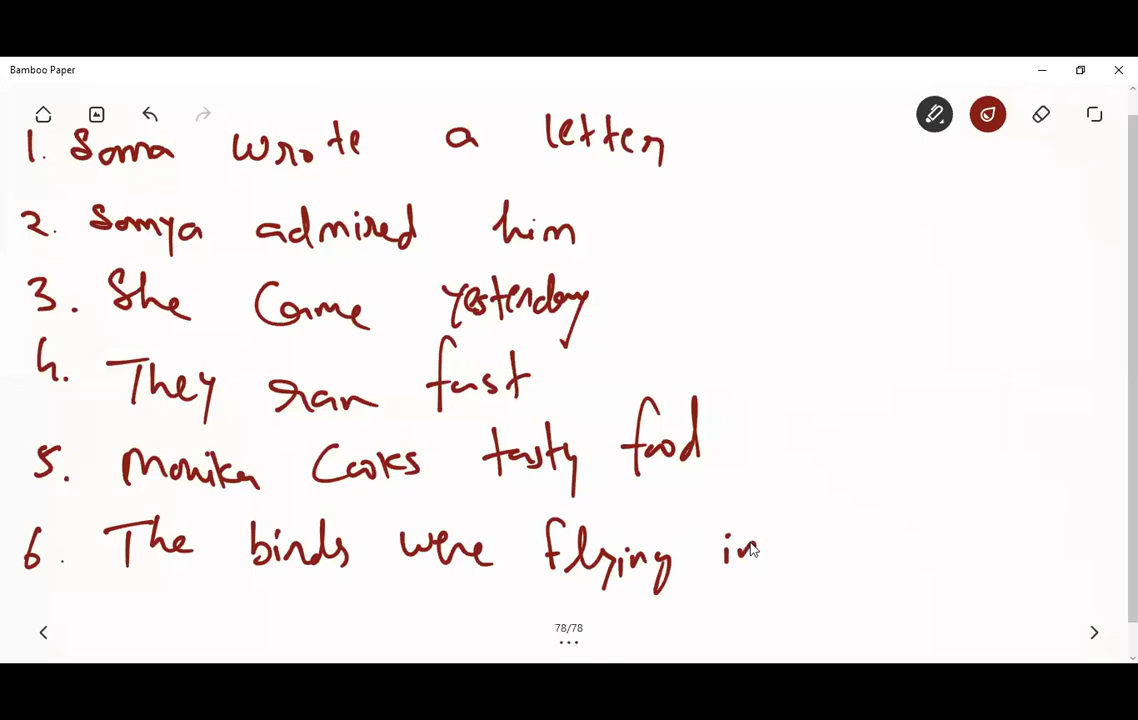 Bamboo Paper
1. Soma wrote a letter
2. Somya admired him
3. She came yesterday
4. They ran fast
5. Monika cooks tasty food
6. The birds were flying in
78/78